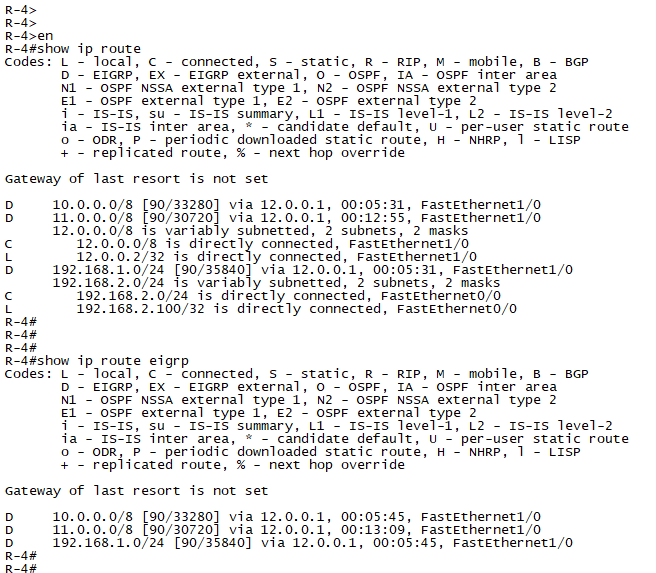 R-4>
R-4>
R-4>en
R-4#show ip route
Codes: L - local, C - connected, S - static, R - RIP, M - mobile, B - BGP
       D - EIGRP, EX - EIGRP external, O - OSPF, IA - OSPF inter area
       N1 - OSPF NSSA external type 1, N2 - OSPF NSSA external type 2
       E1 - OSPF external type 1, E2 - OSPF external type 2
       i - IS-IS, su - IS-IS summary, L1 - IS-IS level-1, L2 - IS-IS level-2
       ia - IS-IS inter area, * - candidate default, U - per-user static route
       o - ODR, P - periodic downloaded static route, H - NHRP, l - LISP
       + - replicated route, % - next hop override

Gateway of last resort is not set

D     10.0.0.0/8 [90/33280] via 12.0.0.1, 00:05:31, FastEthernet1/0
D     11.0.0.0/8 [90/30720] via 12.0.0.1, 00:12:55, FastEthernet1/0
      12.0.0.0/8 is variably subnetted, 2 subnets, 2 masks
C        12.0.0.0/8 is directly connected, FastEthernet1/0
L        12.0.0.2/32 is directly connected, FastEthernet1/0
D     192.168.1.0/24 [90/35840] via 12.0.0.1, 00:05:31, FastEthernet1/0
      192.168.2.0/24 is variably subnetted, 2 subnets, 2 masks
C        192.168.2.0/24 is directly connected, FastEthernet0/0
L        192.168.2.100/32 is directly connected, FastEthernet0/0
R-4#
R-4#
R-4#
R-4#show ip route eigrp
Codes: L - local, C - connected, S - static, R - RIP, M - mobile, B - BGP
       D - EIGRP, EX - EIGRP external, O - OSPF, IA - OSPF inter area
       N1 - OSPF NSSA external type 1, N2 - OSPF NSSA external type 2
       E1 - OSPF external type 1, E2 - OSPF external type 2
       i - IS-IS, su - IS-IS summary, L1 - IS-IS level-1, L2 - IS-IS level-2
       ia - IS-IS inter area, * - candidate default, U - per-user static route
       o - ODR, P - periodic downloaded static route, H - NHRP, l - LISP
       + - replicated route, % - next hop override

Gateway of last resort is not set

D     10.0.0.0/8 [90/33280] via 12.0.0.1, 00:05:45, FastEthernet1/0
D     11.0.0.0/8 [90/30720] via 12.0.0.1, 00:13:09, FastEthernet1/0
D     192.168.1.0/24 [90/35840] via 12.0.0.1, 00:05:45, FastEthernet1/0
R-4#
R-4#